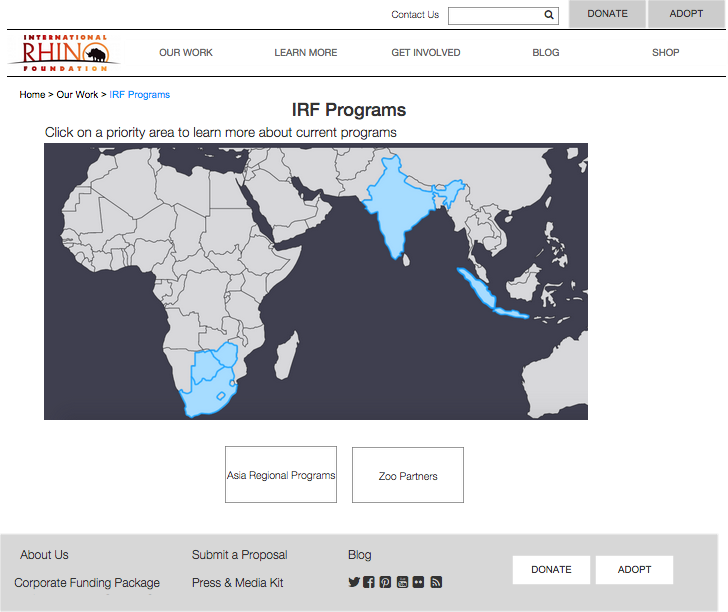 Contact Us
DONATE
ADOPT
INTERNATIONAL
RHINO
FOUNDATION
OUR WORK
LEARN MORE
GET INVOLVED
BLOG
SHOP
Home > Our Work > IRF Programs
IRF Programs
Click on a priority area to learn more about current programs
Asia Regional Programs
Zoo Partners
About Us
Submit a Proposal
Blog
DONATE
ADOPT
Corporate Funding Package
Press & Media Kit